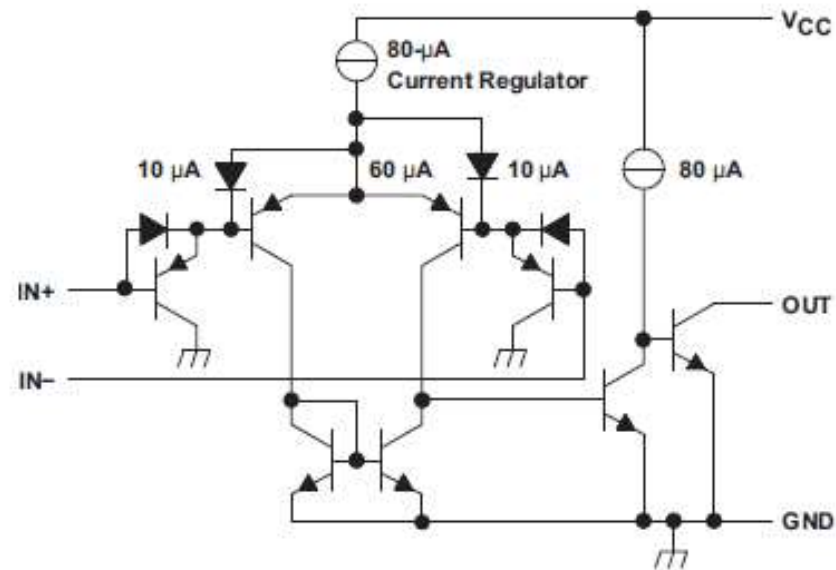 VCC
80-µA
Current Regulator
10 µA
60 µA
10 µA
80 µA
IN+
OUT
IN–
GND